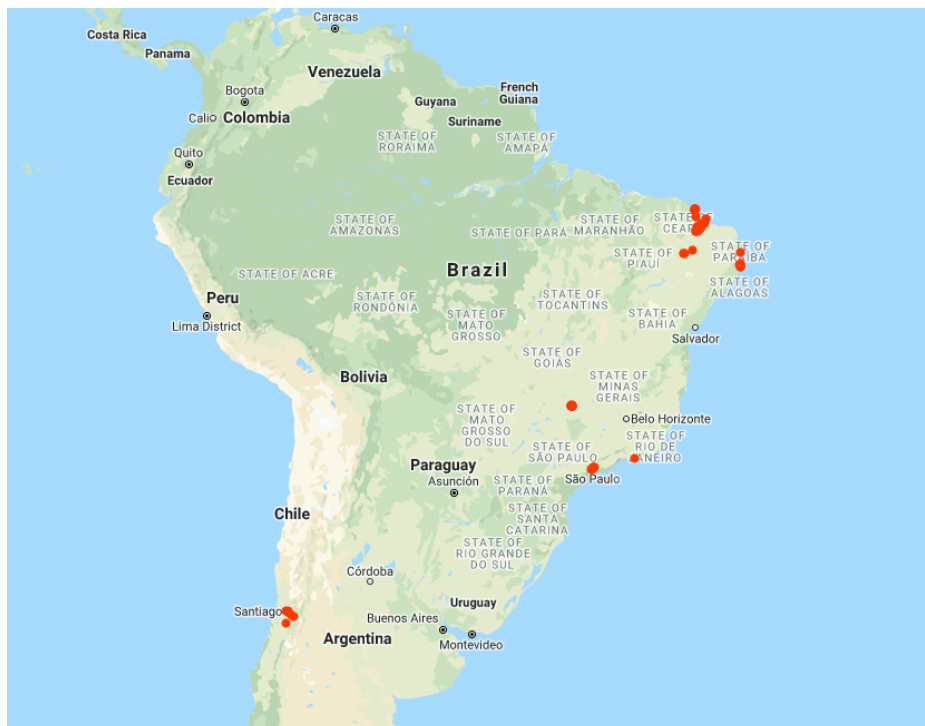 Caracas
Costa Rica
Panama
Venezuela
Bogota
French
Guiana
Guyana
Cali
Colombia
Suriname
STATE OF
RORAIMA
STATE OF
AMAPÁ
Quito
Ecuador
STATE OF
AMAZONAS
STATE OF PARÁ
STATE OF
MARANHÃO
STATE OF
CEAR
STATE OF
PIAUÍ
STATE OF
PARAÍBA
STATE OF ACRE
Brazil
STATE OF
ALAGOAS
Peru
STATE OF
RONDÔNIA
STATE OF
TOCANTINS
Lima District
STATE OF
MATO
GROSSO
STATE OF
BAHIA
Salvador
STATE OF
GOIÁS
Bolivia
STATE OF
MINAS
GERAIS
STATE OF
MATO
GROSSO
DO SUL
Belo Horizonte
STATE OF
RIO DE
JANEIRO
STATE OF
SÃO PAULO
Paraguay
Asunción
São Paulo
STATE OF
PARANÁ
Chile
STATE OF
SANTA
CATARINA
STATE OF
RIO GRANDE
DO SUL
Córdoba
Santiago
Uruguay
Buenos Aires
Argentina
Montevideo